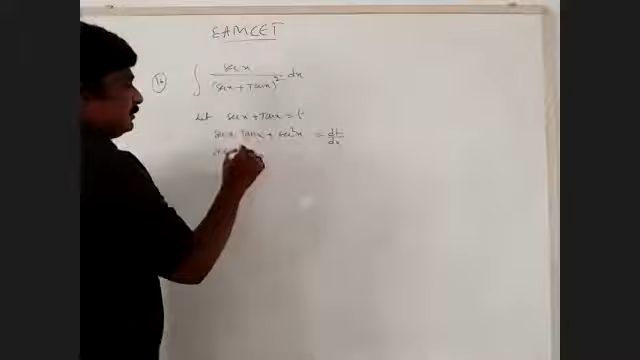 EAMCET
16 ∫ secx / (secx + Tanx)² dx
Let secx + Tanx = t
secx Tanx + sec²x = dt/dx